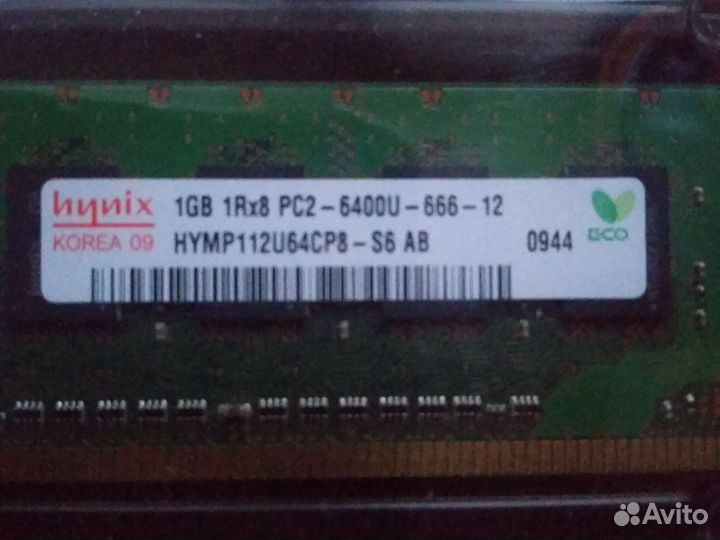 hynix 1GB 1Rx8 PC2-6400U-666-12
KOREA 09 HYMP112U64CP8-S6 AB 0944 ECO
Avito